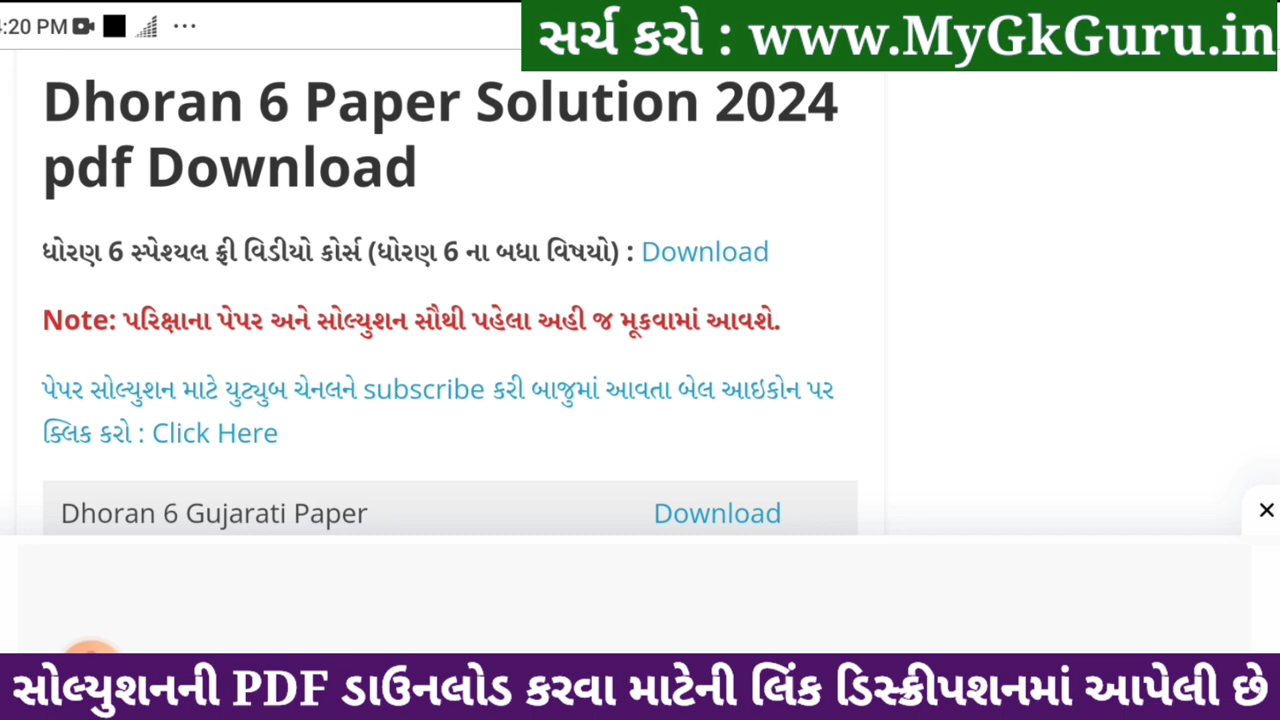 :20 PM
સર્ચ કરો : www.MyGkGuru.in
Dhoran 6 Paper Solution 2024
pdf Download
ધોરણ 6 સ્પેશ્યલ ફ્રી વિડીયો કોર્સ (ધોરણ 6 ના બધા વિષયો) : Download
Note: પરિક્ષાના પેપર અને સોલ્યુશન સૌથી પહેલા અહી જ મૂકવામાં આવશે.
પેપર સોલ્યુશન માટે યુટ્યુબ ચેનલને subscribe કરી બાજુમાં આવતા બેલ આઇકોન પર
ક્લિક કરો : Click Here
Dhoran 6 Gujarati Paper Download
સોલ્યુશનની PDF ડાઉનલોડ કરવા માટેની લિંક ડિસ્ક્રીપશનમાં આપેલી છે